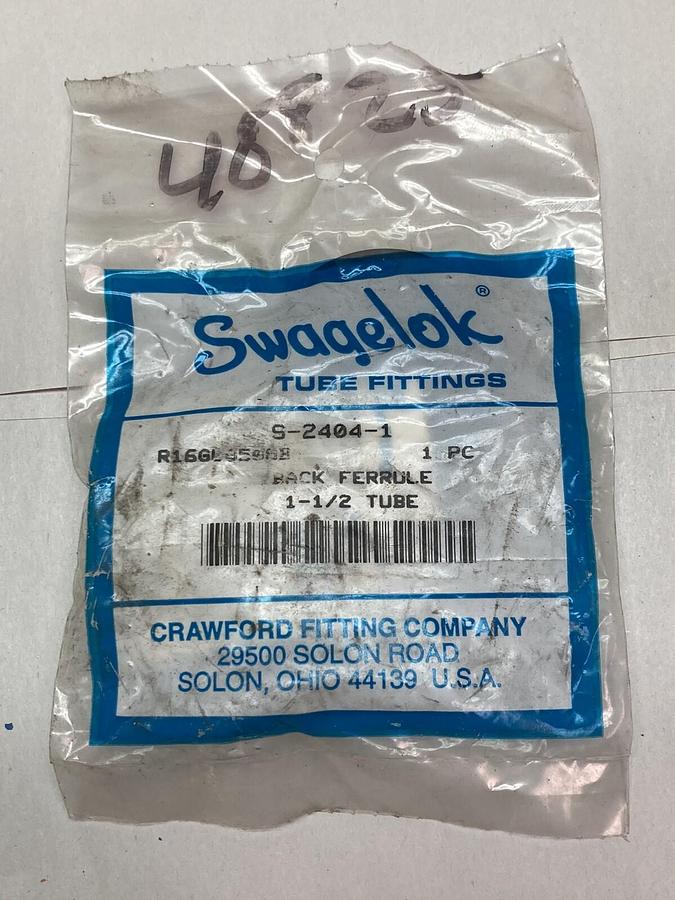 Swagelok®
TUBE FITTINGS
S-2404-1
1 PC
BACK FERRULE
1-1/2 TUBE
CRAWFORD FITTING COMPANY
29500 SOLON ROAD
SOLON, OHIO 44139 U.S.A.